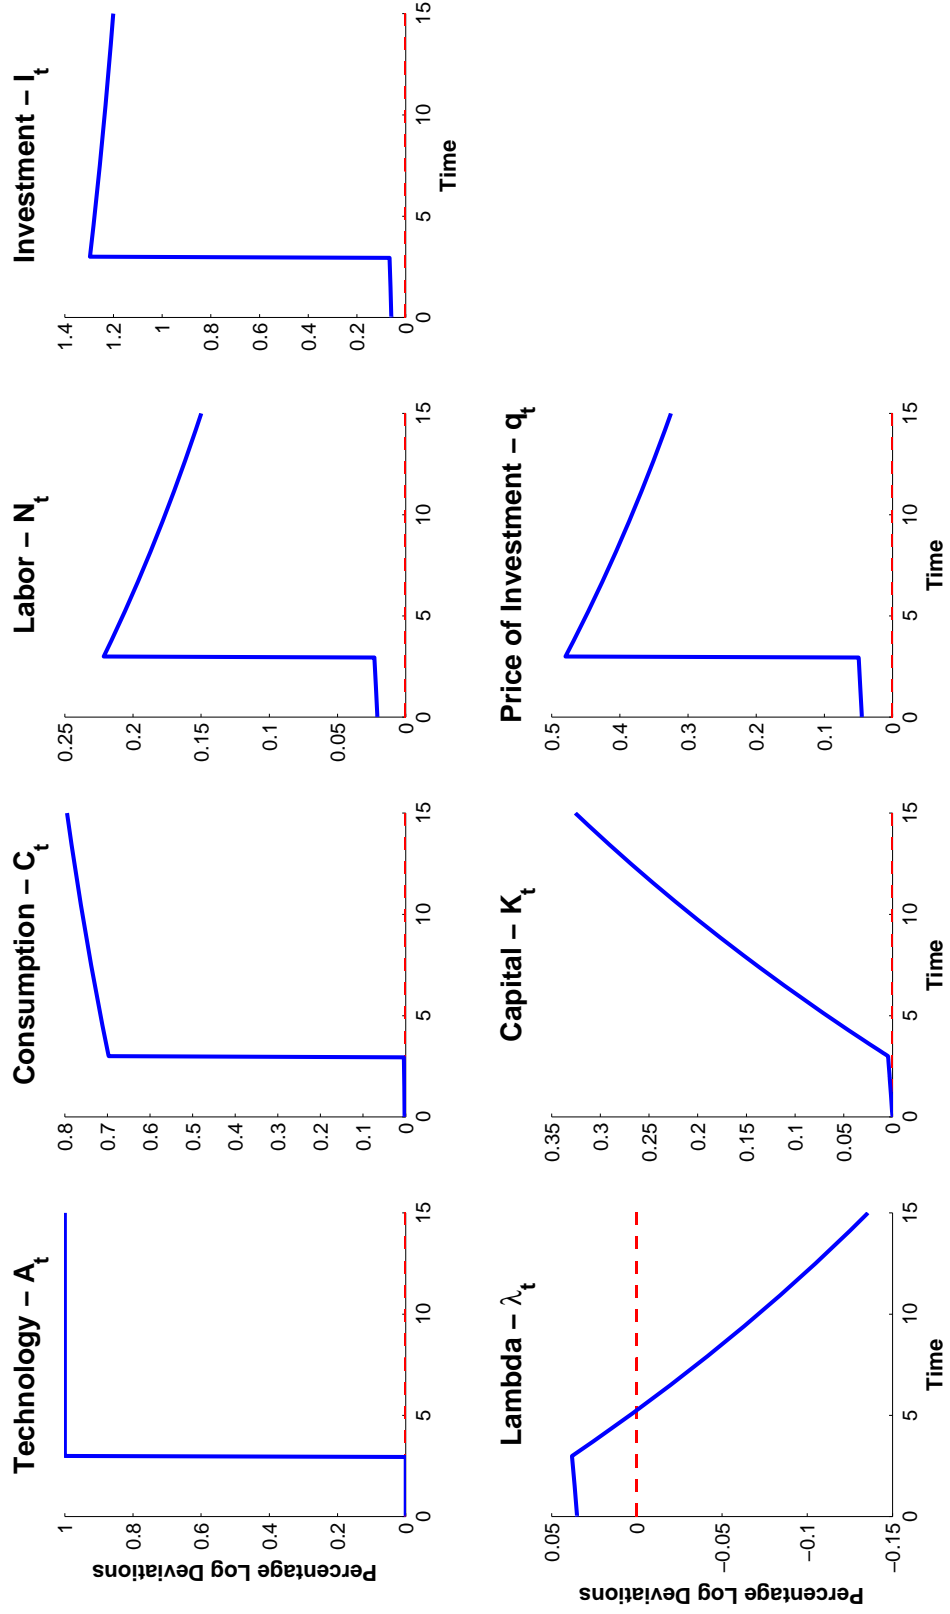 Technology – A_t
Percentage Log Deviations
1
0.8
0.6
0.4
0.2
0
0 5 10 15
Consumption – C_t
0.8
0.7
0.6
0.5
0.4
0.3
0.2
0.1
0
0 5 10 15
Labor – N_t
0.25
0.2
0.15
0.1
0.05
0
0 5 10 15
Investment – I_t
1.4
1.2
1
0.8
0.6
0.4
0.2
0
0 5 10 15
Time
Lambda – λ_t
Percentage Log Deviations
0.05
0
−0.05
−0.1
−0.15
0 5 10 15
Time
Capital – K_t
0.35
0.3
0.25
0.2
0.15
0.1
0.05
0
0 5 10 15
Time
Price of Investment – q_t
0.5
0.4
0.3
0.2
0.1
0
0 5 10 15
Time